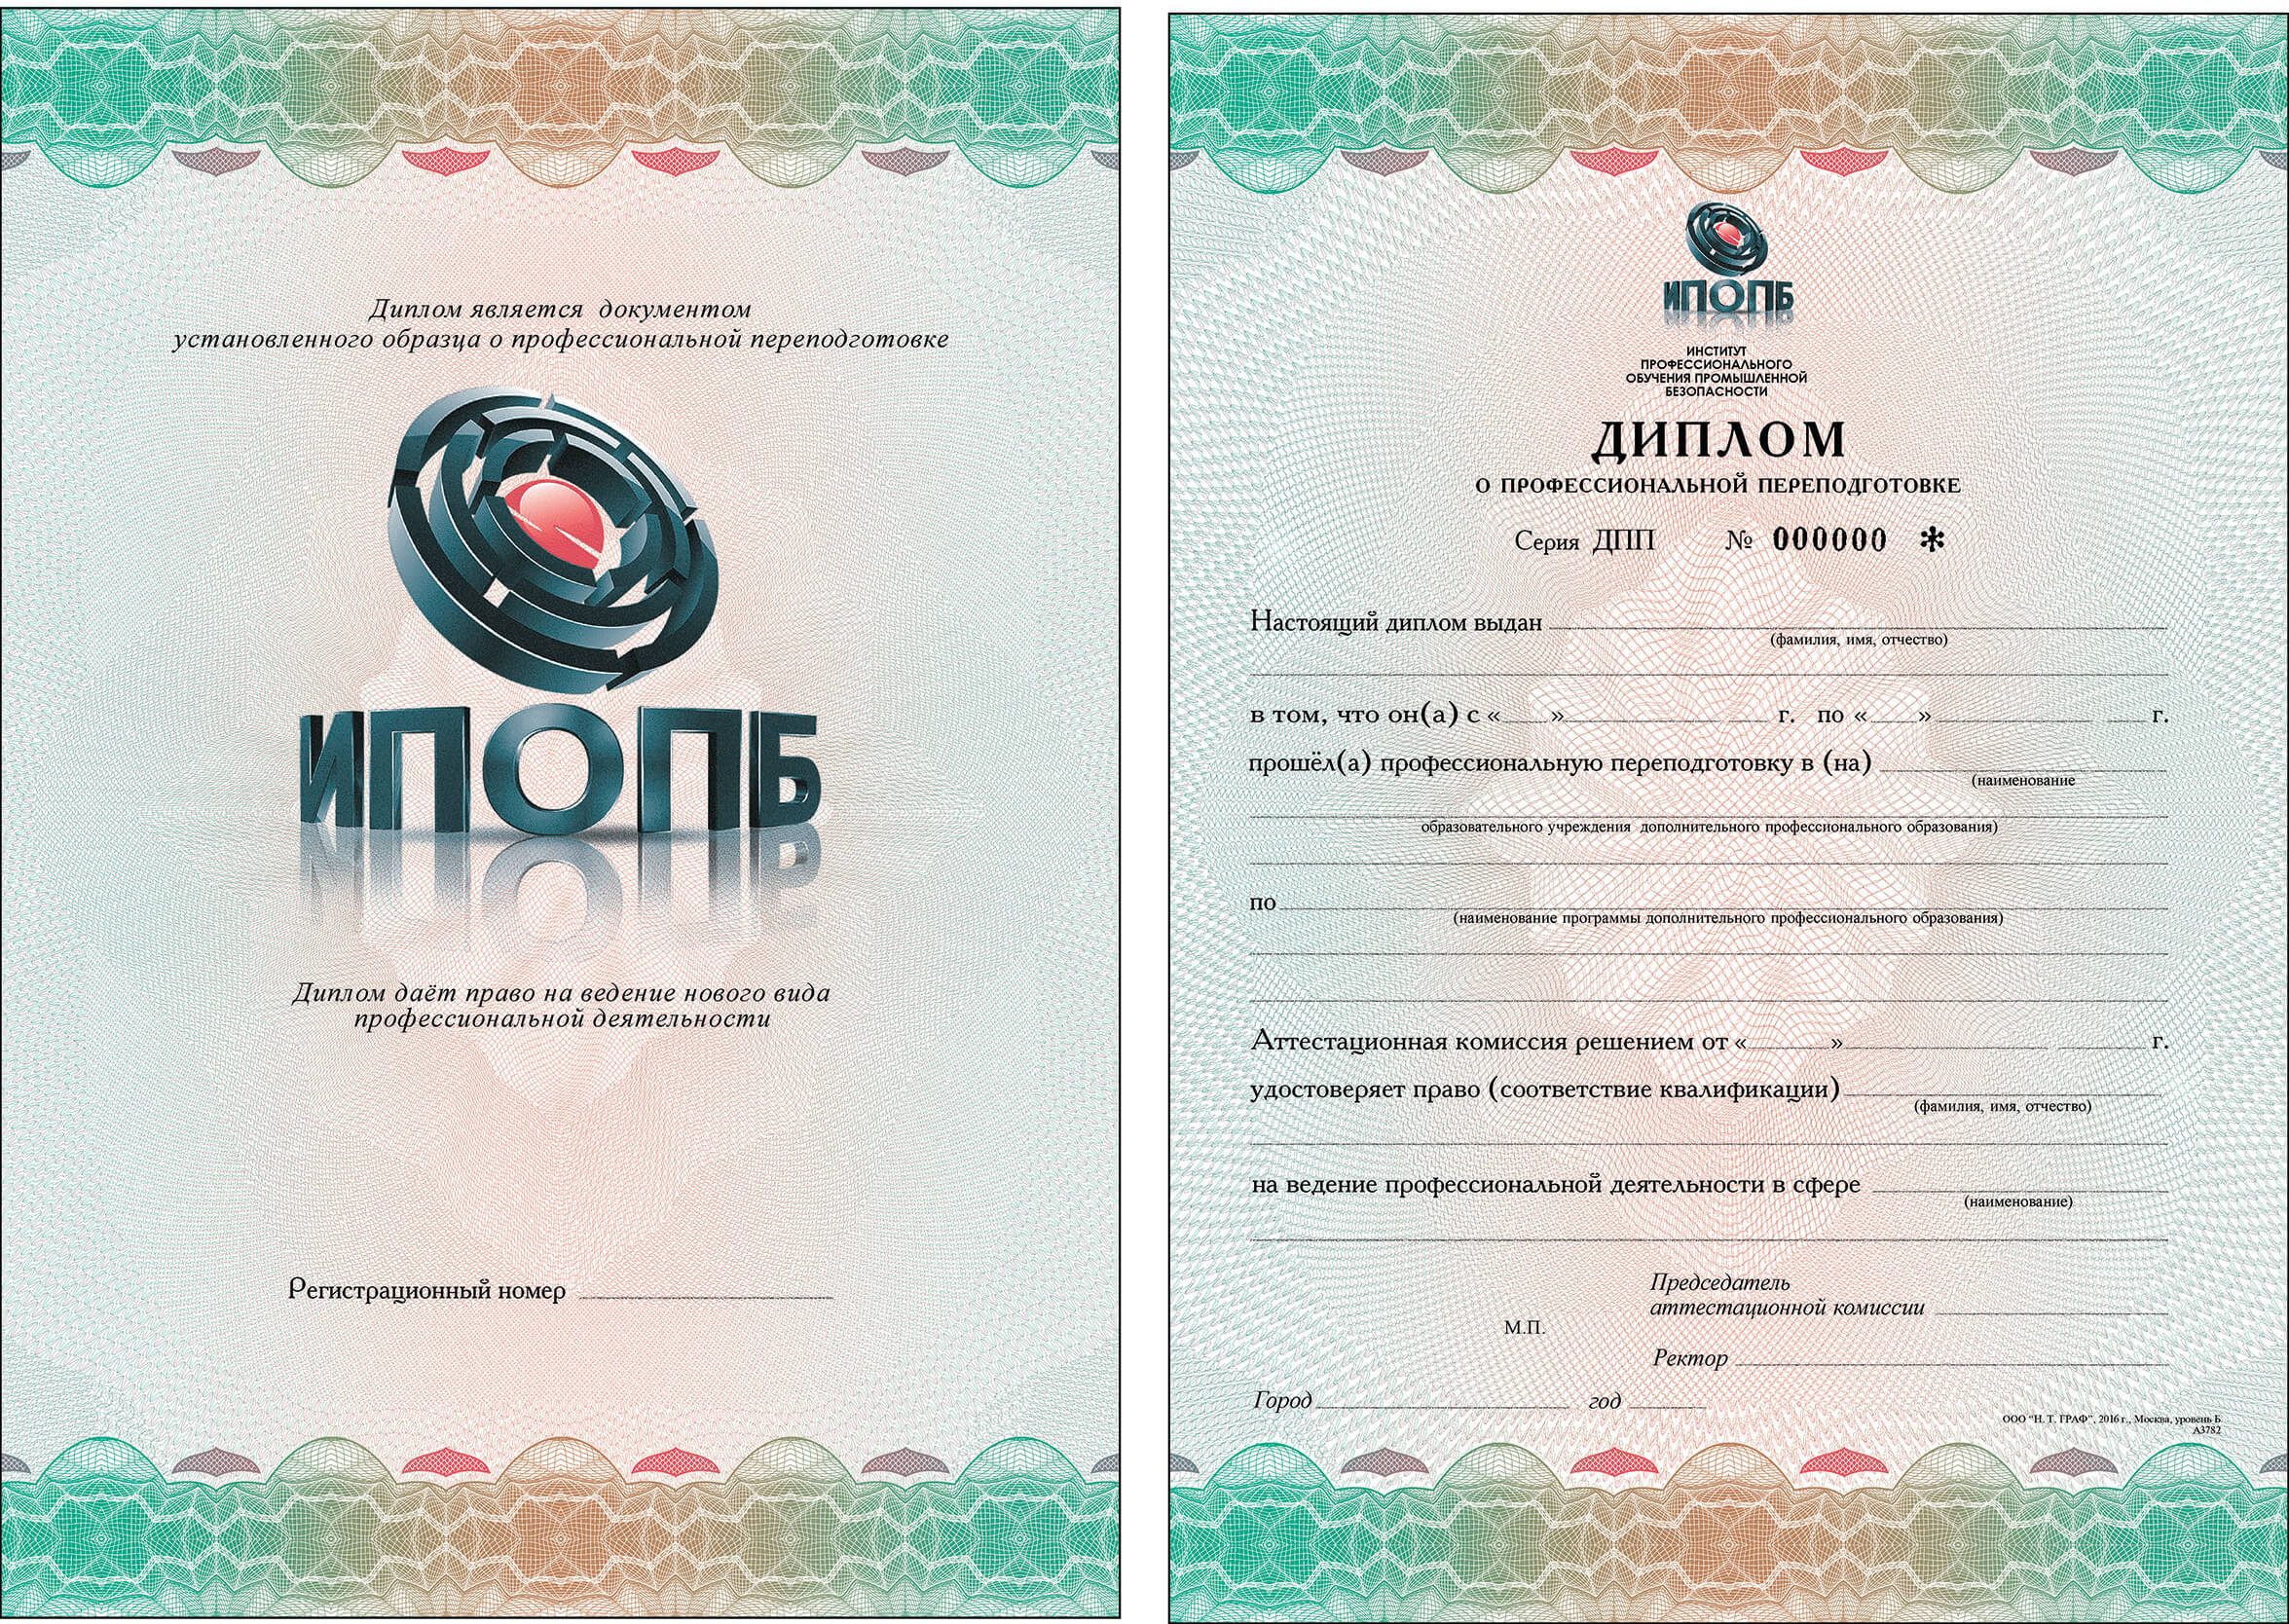 Диплом является документом
установленного образца о профессиональной переподготовке
ИПОПБ
Диплом даёт право на ведение нового вида
профессиональной деятельности
Регистрационный номер
ИПОПБ
ИНСТИТУТ
ПРОФЕССИОНАЛЬНОГО
ОБУЧЕНИЯ ПРОМЫШЛЕННОЙ
БЕЗОПАСНОСТИ
ДИПЛОМ
О ПРОФЕССИОНАЛЬНОЙ ПЕРЕПОДГОТОВКЕ
Серия ДПП № 000000 *
Настоящий диплом выдан
(фамилия, имя, отчество)
в том, что он(а) с « » г. по « » г.
прошёл(а) профессиональную переподготовку в (на)
(наименование
образовательного учреждения дополнительного профессионального образования)
по
(наименование программы дополнительного профессионального образования)
Аттестационная комиссия решением от « » г.
удостоверяет право (соответствие квалификации)
(фамилия, имя, отчество)
на ведение профессиональной деятельности в сфере
(наименование)
Председатель
аттестационной комиссии
М.П.
Ректор
Город год
ООО "Н. Т. ГРАФ", 2016 г., Москва, уровень Б
А3782